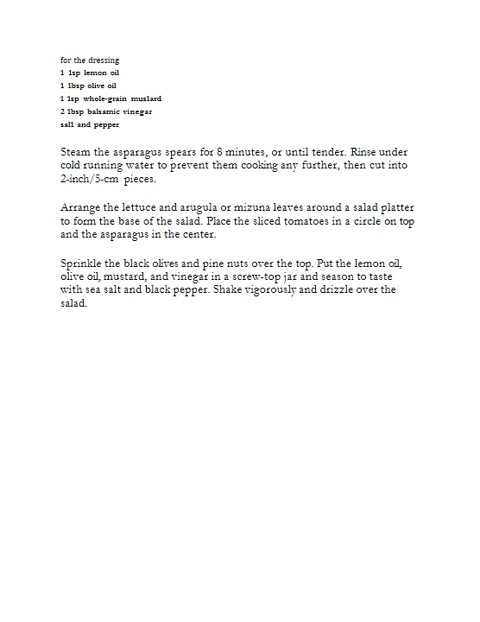 for the dressing
1 tsp lemon oil
1 tbsp olive oil
1 tsp whole-grain mustard
2 tbsp balsamic vinegar
salt and pepper
Steam the asparagus spears for 8 minutes, or until tender. Rinse under
cold running water to prevent them cooking any further, then cut into
2-inch/5-cm pieces.
Arrange the lettuce and arugula or mizuna leaves around a salad platter
to form the base of the salad. Place the sliced tomatoes in a circle on top
and the asparagus in the center.
Sprinkle the black olives and pine nuts over the top. Put the lemon oil,
olive oil, mustard, and vinegar in a screw-top jar and season to taste
with sea salt and black pepper. Shake vigorously and drizzle over the
salad.